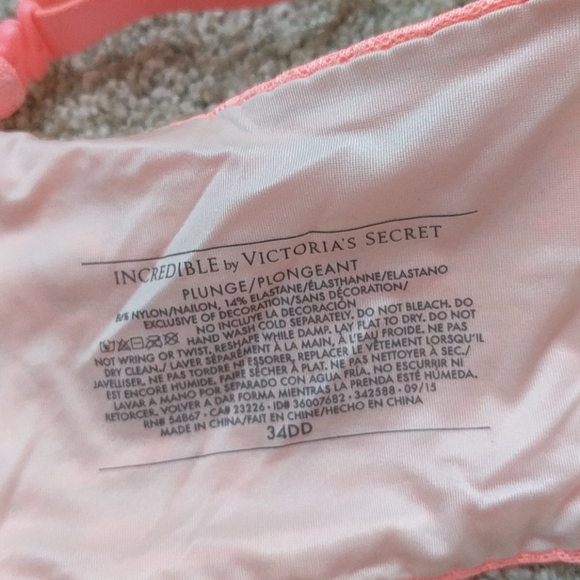 INCREDIBLE by VICTORIA'S SECRET
PLUNGE/PLONGEANT
NYLON/NAILON, 14% ELASTANE/ÉLASTHANNE/ELASTANO
EXCLUSIVE OF DECORATION/SANS DÉCORATION/
NO INCLUYE LA DECORACIÓN
HAND WASH COLD SEPARATELY. DO NOT BLEACH. DO
NOT WRING OR TWIST. RESHAPE WHILE DAMP. LAY FLAT TO DRY. DO NOT
DRY CLEAN./ LAVER SÉPARÉMENT À LA MAIN, À L'EAU FROIDE. NE PAS
JAVELLISER. NE PAS TORDRE NI ESSORER. REPLACER LE VÊTEMENT LORSQU'IL
EST ENCORE HUMIDE. FAIRE SÉCHER À PLAT. NE PAS NETTOYER À SEC./
LAVAR A MANO POR SEPARADO CON AGUA FRÍA. NO ESCURRIR NI
RETORCER. VOLVER A DAR FORMA MIENTRAS LA PRENDA ESTÉ HÚMEDA.
RN# 54867 • CA# 23226 • ID# 36007682 • 342588 • 09/15
MADE IN CHINA/FAIT EN CHINE/HECHO EN CHINA
34DD